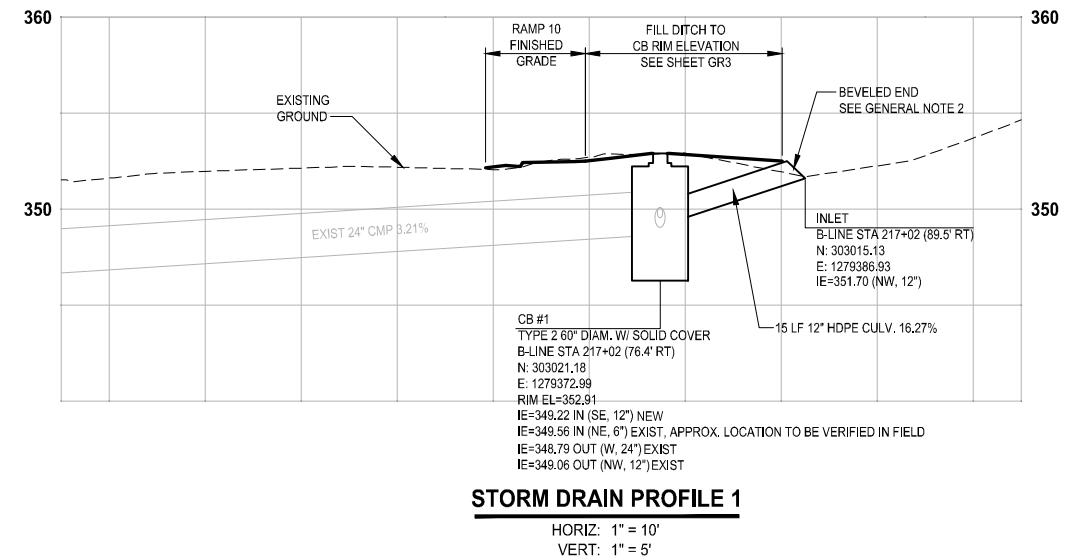 360
360
RAMP 10
FINISHED
GRADE
FILL DITCH TO
CB RIM ELEVATION
SEE SHEET GR3
EXISTING
GROUND
BEVELED END
SEE GENERAL NOTE 2
350
350
EXIST 24" CMP 3.21%
INLET
B-LINE STA 217+02 (89.5' RT)
N: 303015.13
E: 1279386.93
IE=351.70 (NW, 12")
15 LF 12" HDPE CULV. 16.27%
CB #1
TYPE 2 60" DIAM. W/ SOLID COVER
B-LINE STA 217+02 (76.4' RT)
N: 303021.18
E: 1279372.99
RIM EL=352.91
IE=349.22 IN (SE, 12") NEW
IE=349.56 IN (NE, 6") EXIST, APPROX. LOCATION TO BE VERIFIED IN FIELD
IE=348.79 OUT (W, 24") EXIST
IE=349.06 OUT (NW, 12") EXIST
STORM DRAIN PROFILE 1
HORIZ: 1" = 10'
VERT: 1" = 5'